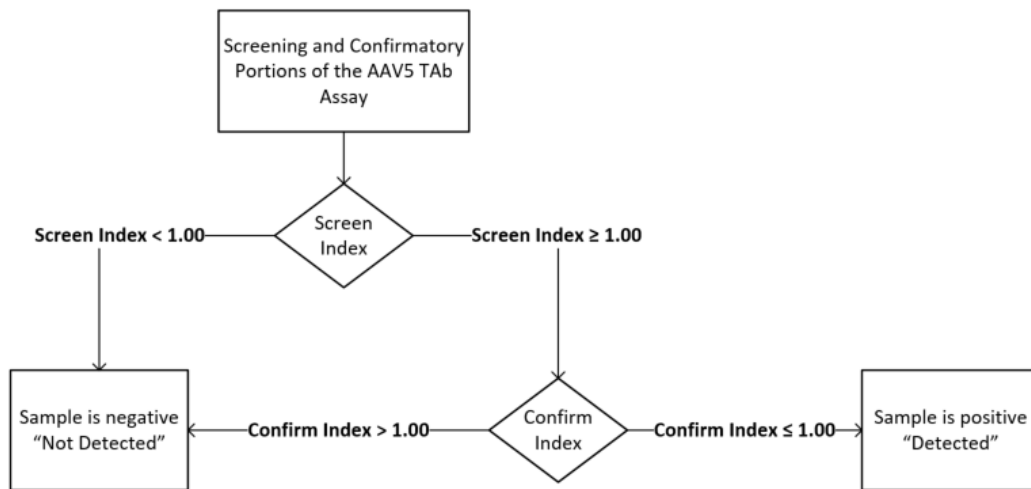 Screening and Confirmatory
Portions of the AAV5 TAb
Assay
Screen
Index
Screen Index < 1.00
Screen Index ≥ 1.00
Sample is negative
“Not Detected”
Confirm Index > 1.00
Confirm
Index
Confirm Index ≤ 1.00
Sample is positive
“Detected”